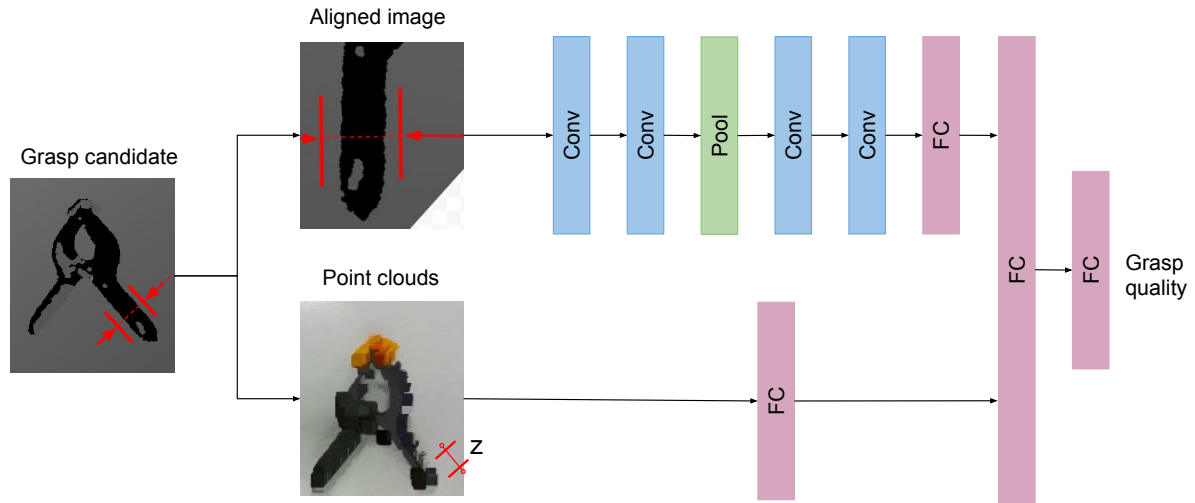 Aligned image
Grasp candidate
Conv
Conv
Pool
Conv
Conv
FC
FC
FC
Grasp
quality
Point clouds
z
FC